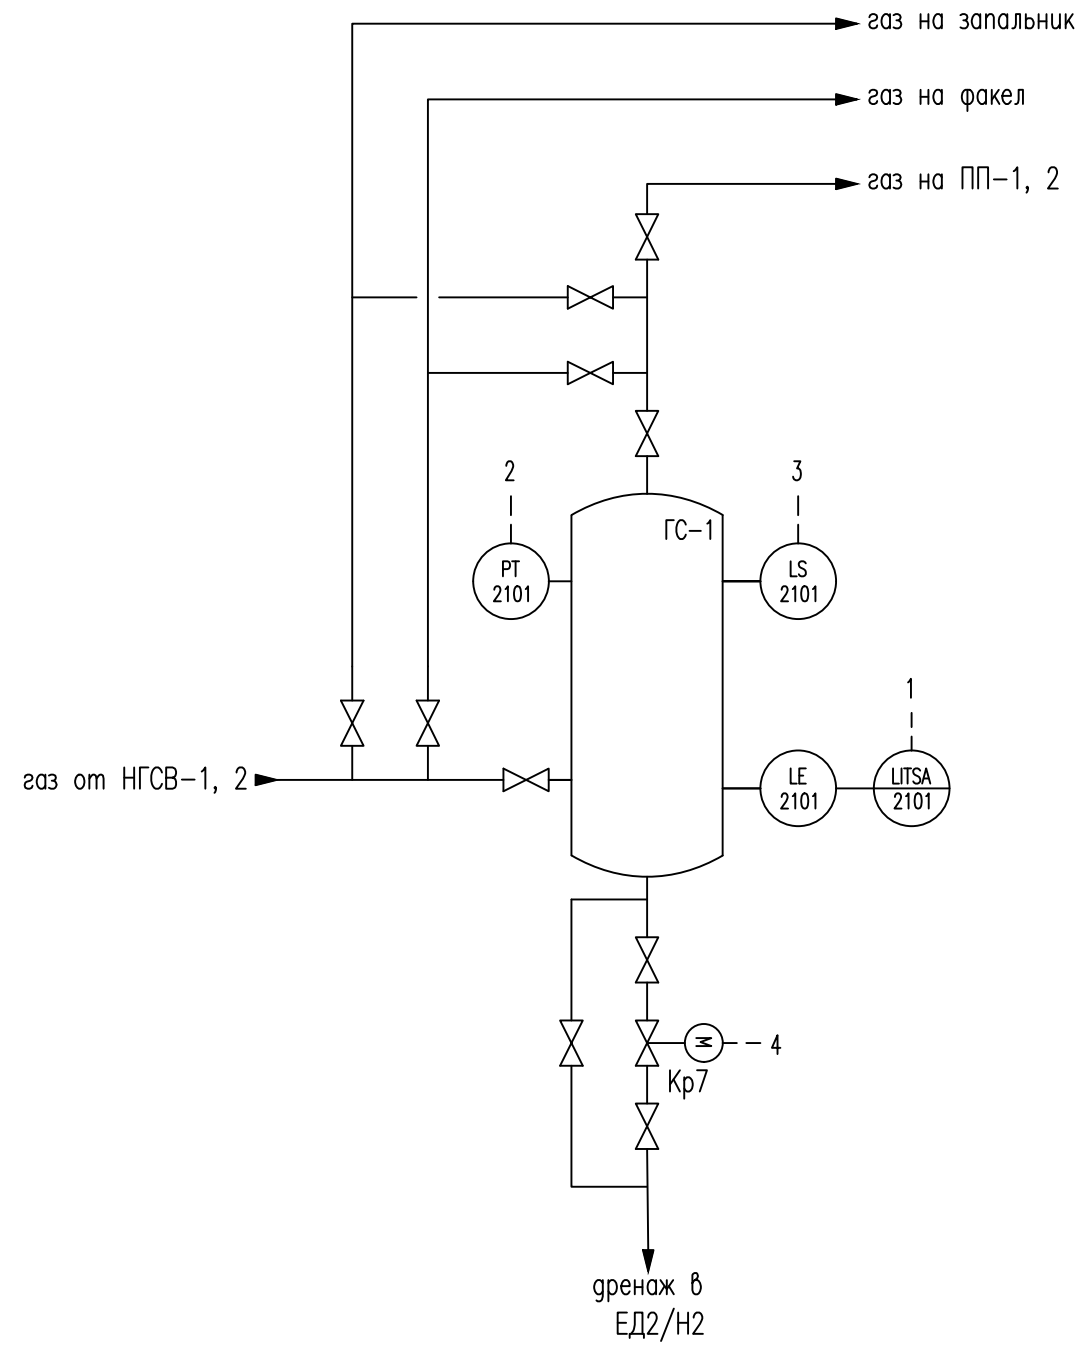 газ на запальник
газ на факел
газ на ПП-1, 2
2
3
ГС-1
PT
2101
LS
2101
1
газ от НГСВ-1, 2
LE
2101
LITSA
2101
M
4
Кр7
дренаж в
ЕД2/Н2